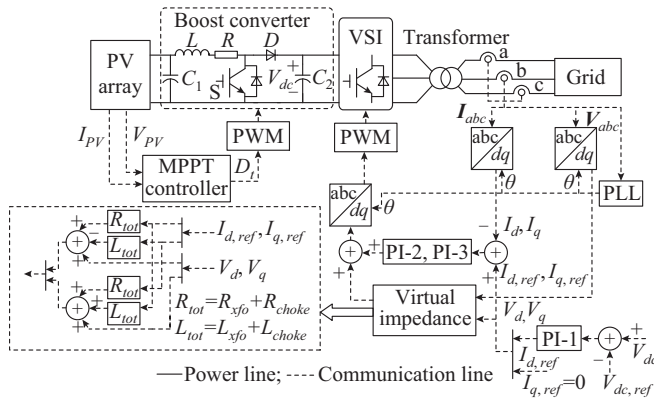 Boost converter
L R D
PV array
C1
S
Vdc
+
−
C2
VSI
Transformer
a
b
c
Grid
IPV
VPV
PWM
PWM
MPPT controller
Dt
Iabc
Vabc
abc
dq
abc
dq
abc
dq
θ
θ
θ
PLL
−
Id, Iq
+
PI-2, PI-3
+
+
+
Id,ref, Iq,ref
Virtual impedance
Vd, Vq
PI-1
+
−
Vdc
Vdc,ref
Id,ref
Iq,ref=0
+
−
+
Rtot
Ltot
Id,ref, Iq,ref
Vd, Vq
+
+
+
Rtot
Ltot
Rtot=Rxfo+Rchoke
Ltot=Lxfo+Lchoke
Power line; Communication line